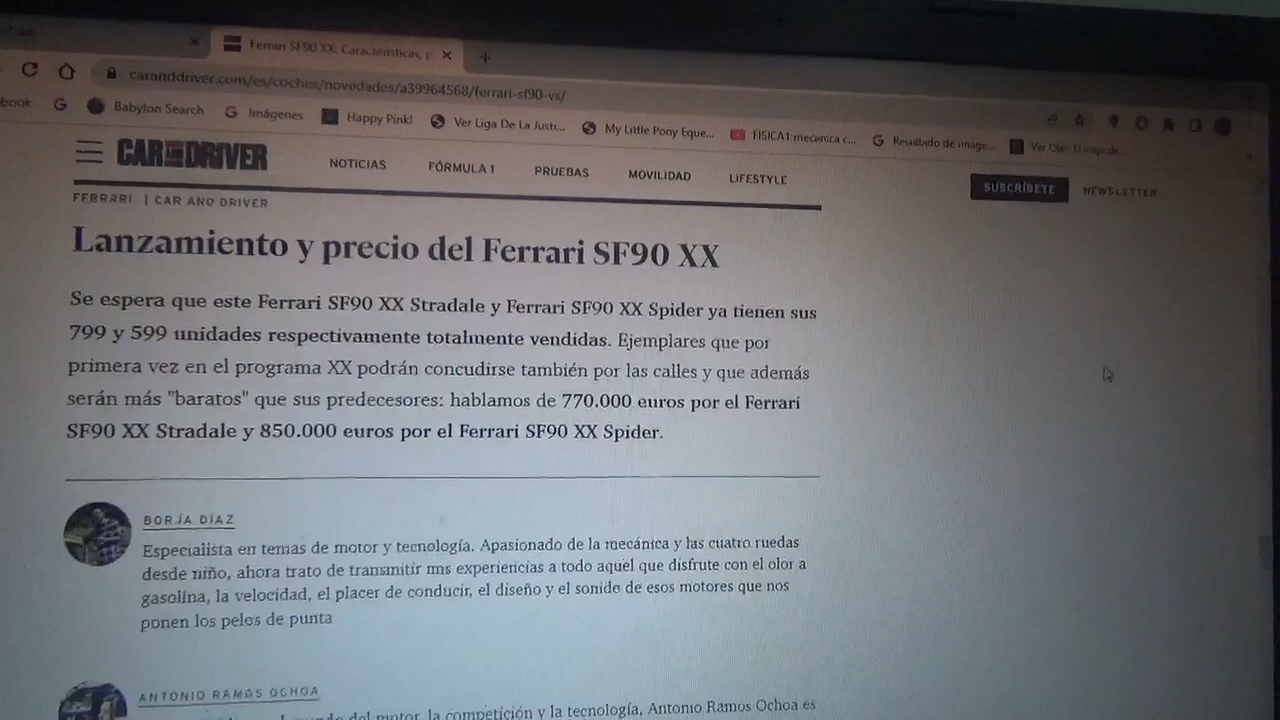 Ferrari SF90 XX: Características, p
caranddriver.com/es/coches/novedades/a39964568/ferrari-sf90-vs/
book
Babylon Search
Imágenes
Happy Pink!
Ver Liga De La Justi...
My Little Pony Eque...
FISICA1 mecanica c...
Resultado de image...
CAR AND DRIVER
NOTICIAS
FÓRMULA 1
PRUEBAS
MOVILIDAD
LIFESTYLE
SUSCRÍBETE
NEWSLETTER
FERRARI | CAR AND DRIVER
Lanzamiento y precio del Ferrari SF90 XX
Se espera que este Ferrari SF90 XX Stradale y Ferrari SF90 XX Spider ya tienen sus
799 y 599 unidades respectivamente totalmente vendidas. Ejemplares que por
primera vez en el programa XX podrán concudirse también por las calles y que además
serán más "baratos" que sus predecesores: hablamos de 770.000 euros por el Ferrari
SF90 XX Stradale y 850.000 euros por el Ferrari SF90 XX Spider.
BORJA DÍAZ
Especialista en temas de motor y tecnología. Apasionado de la mecánica y las cuatro ruedas
desde niño, ahora trato de transmitir mis experiencias a todo aquel que disfrute con el olor a
gasolina, la velocidad, el placer de conducir, el diseño y el sonido de esos motores que nos
ponen los pelos de punta
ANTONIO RAMOS OCHOA
del motor, la competición y la tecnología, Antonio Ramos Ochoa es